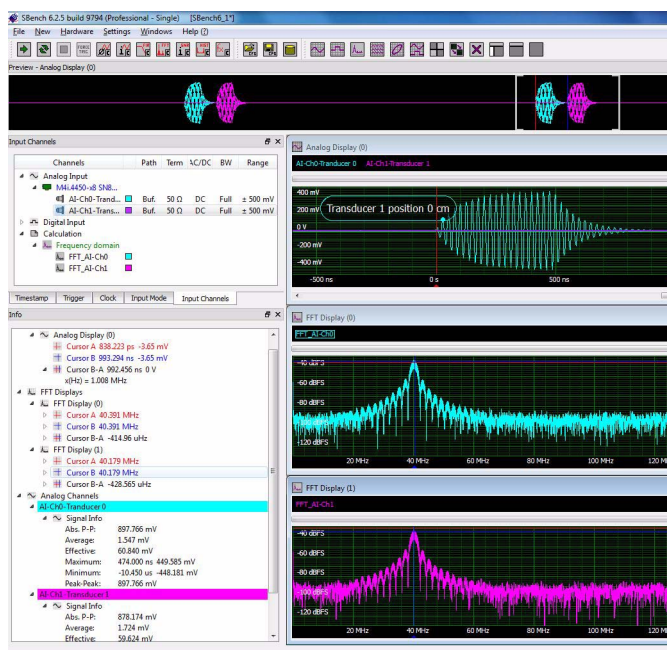 SBench 6.2.5 build 9794 (Professional - Single) [SBench6_1*]
File New Hardware Settings Windows Help (?)
Preview - Analog Display (0)
Input Channels
Channels Path Term AC/DC BW Range
Analog Input
M4i.4450-x8 SN8...
AI-Ch0-Trand... Buf. 50 Ω DC Full ± 500 mV
AI-Ch1-Trans... Buf. 50 Ω DC Full ± 500 mV
Digital Input
Calculation
Frequency domain
FFT_AI-Ch0
FFT_AI-Ch1
Timestamp Trigger Clock Input Mode Input Channels
Info
Analog Display (0)
Cursor A 838.223 ps -3.65 mV
Cursor B 993.294 ns -3.65 mV
Cursor B-A 992.456 ns 0 V
x(Hz) = 1.008 MHz
FFT Displays
FFT Display (0)
Cursor A 40.391 MHz
Cursor B 40.391 MHz
Cursor B-A -414.96 uHz
FFT Display (1)
Cursor A 40.179 MHz
Cursor B 40.179 MHz
Cursor B-A -428.565 uHz
Analog Channels
AI-Ch0-Tranducer 0
Signal Info
Abs. P-P: 897.766 mV
Average: 1.547 mV
Effective: 60.840 mV
Maximum: 474.000 ns 449.585 mV
Minimum: -10.450 us -448.181 mV
Peak-Peak: 897.766 mV
AI-Ch1-Transducer 1
Signal Info
Abs. P-P: 878.174 mV
Average: 1.724 mV
Effective: 59.624 mV
Analog Display (0)
AI-Ch0-Tranducer 0 AI-Ch1-Transducer 1
400 mV
200 mV
Transducer 1 position 0 cm
0 V
-200 mV
-400 mV
-500 ns 0 s 500 ns
FFT Display (0)
FFT_AI-Ch0
-40 dBFS
-60 dBFS
-80 dBFS
-100 dBFS
-120 dBFS
20 MHz 40 MHz 60 MHz 80 MHz 100 MHz 120 M
FFT Display (1)
FFT_AI-Ch1
-40 dBFS
-60 dBFS
-80 dBFS
-100 dBFS
-120 dBFS
20 MHz 40 MHz 60 MHz 80 MHz 100 MHz 120 M